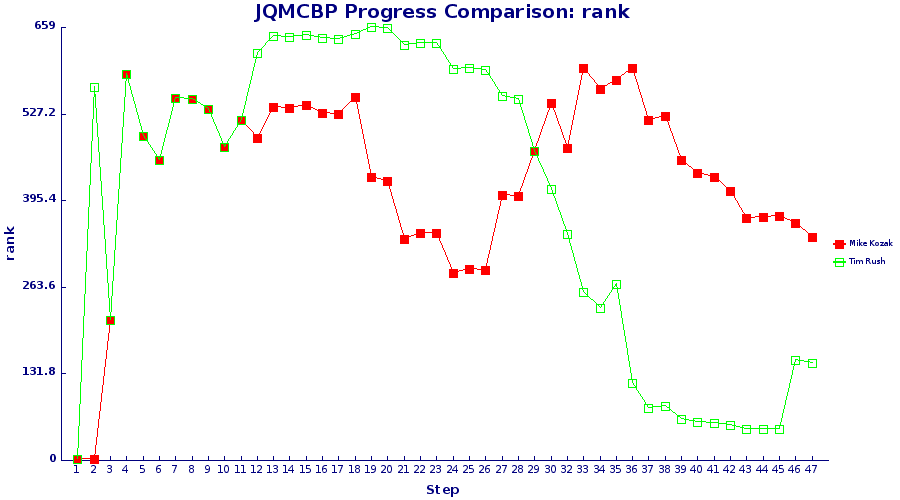 JQMCBP Progress Comparison: rank
659
527.2
395.4
263.6
131.8
0
rank
1 2 3 4 5 6 7 8 9 10 11 12 13 14 15 16 17 18 19 20 21 22 23 24 25 26 27 28 29 30 32 33 34 35 36 37 38 39 40 41 42 43 44 45 46 47
Step
Mike Kozak
Tim Rush